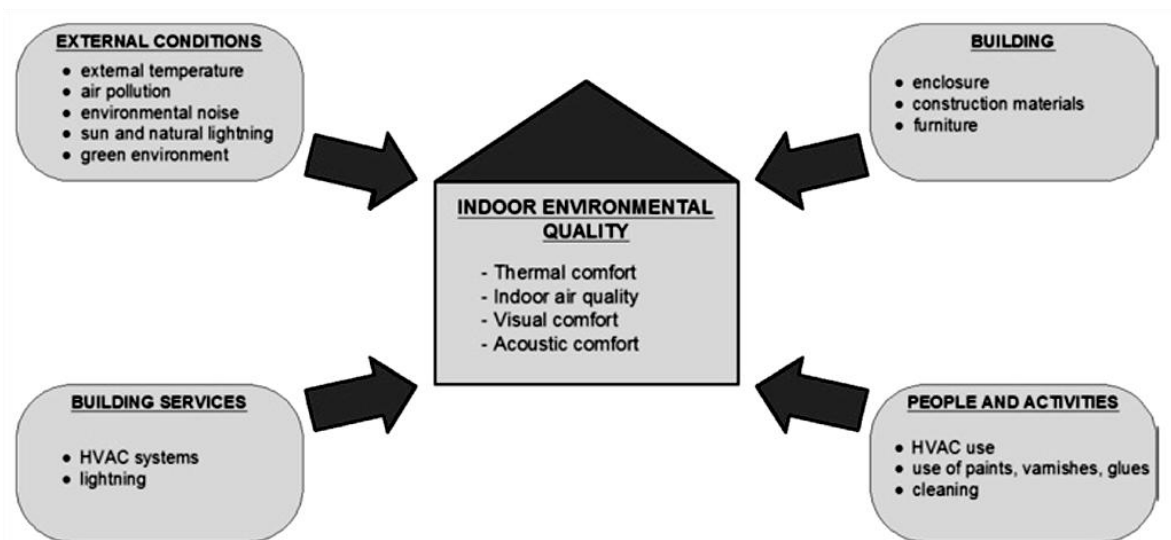 EXTERNAL CONDITIONS
● external temperature
● air pollution
● environmental noise
● sun and natural lightning
● green environment
BUILDING
● enclosure
● construction materials
● furniture
INDOOR ENVIRONMENTAL
QUALITY
- Thermal comfort
- Indoor air quality
- Visual comfort
- Acoustic comfort
BUILDING SERVICES
● HVAC systems
● lightning
PEOPLE AND ACTIVITIES
● HVAC use
● use of paints, varnishes, glues
● cleaning